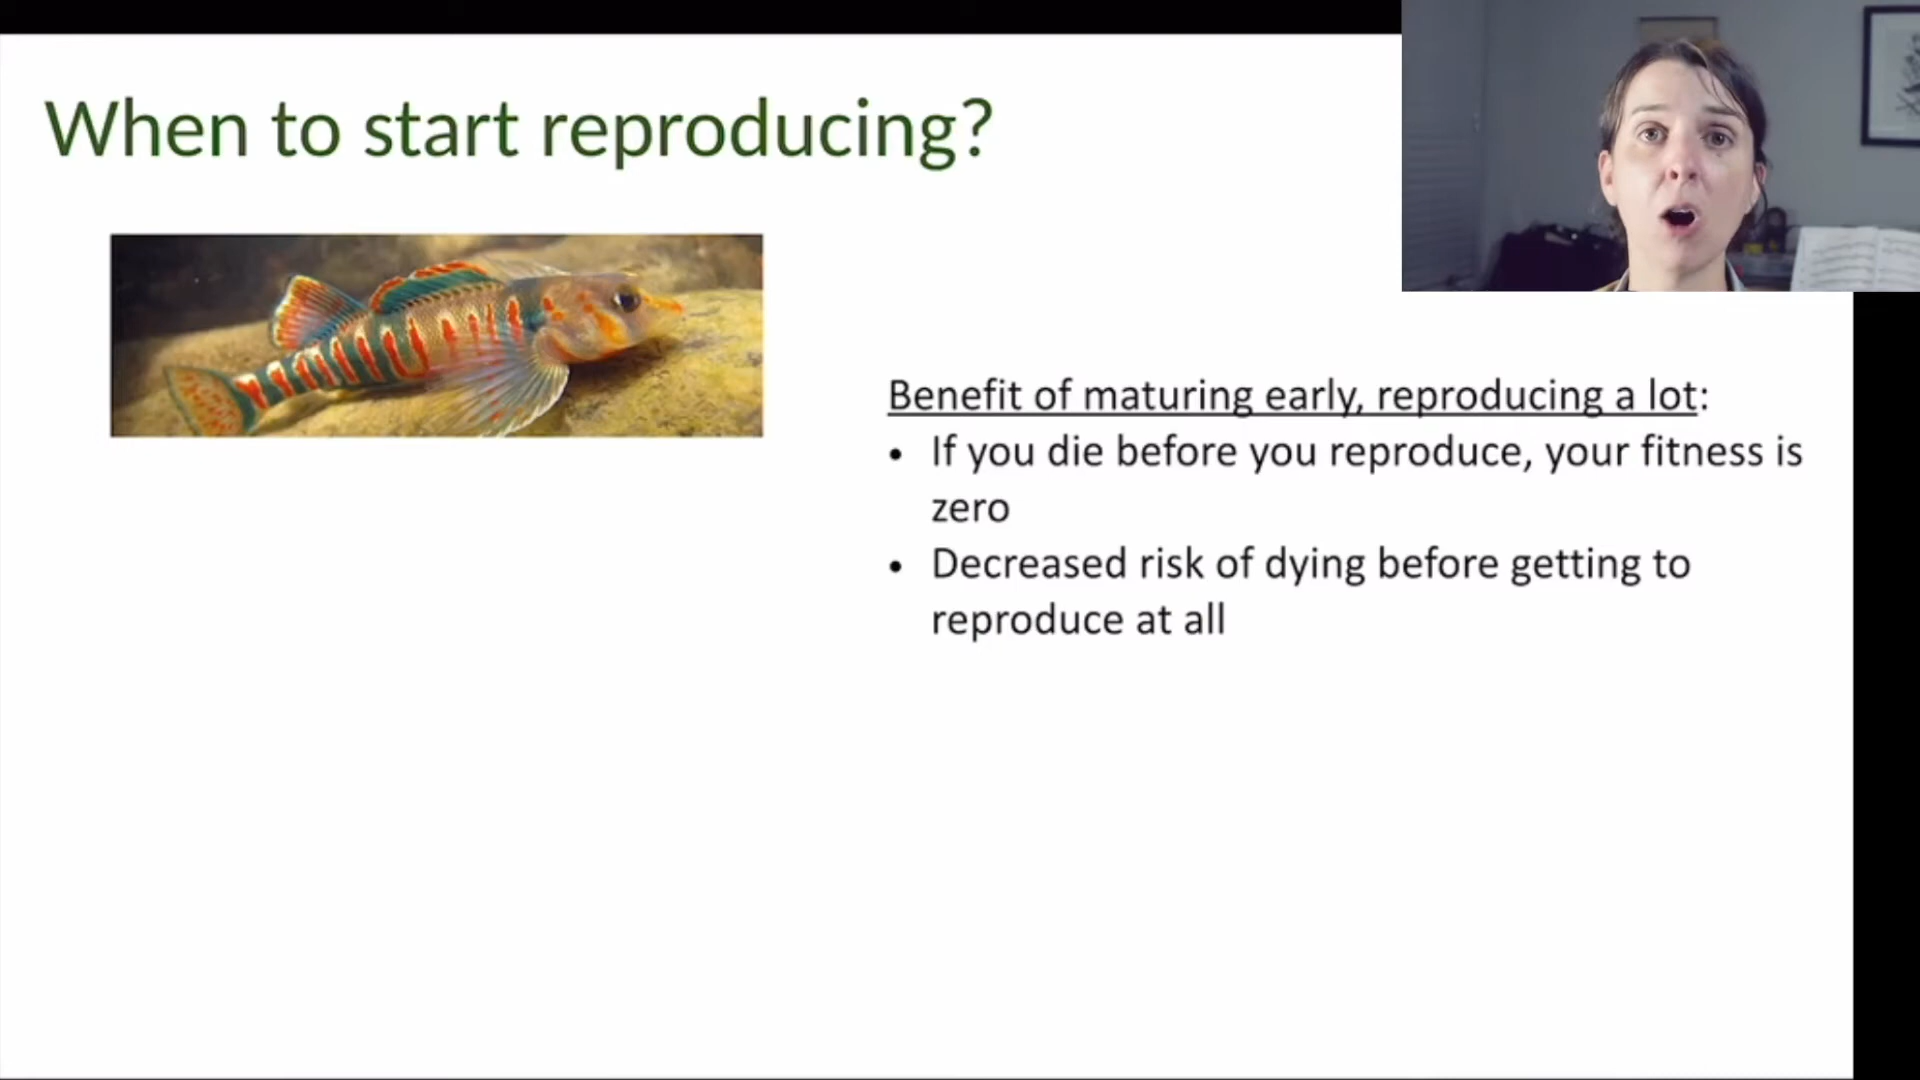 When to start reproducing?
Benefit of maturing early, reproducing a lot:
• If you die before you reproduce, your fitness is
zero
• Decreased risk of dying before getting to
reproduce at all